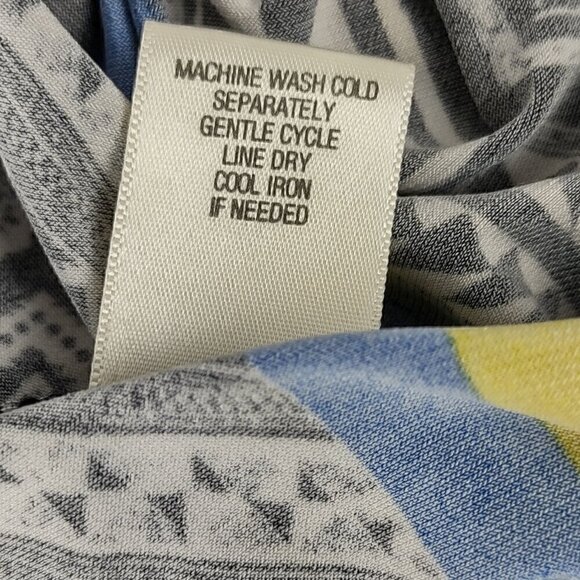 MACHINE WASH COLD
SEPARATELY
GENTLE CYCLE
LINE DRY
COOL IRON
IF NEEDED